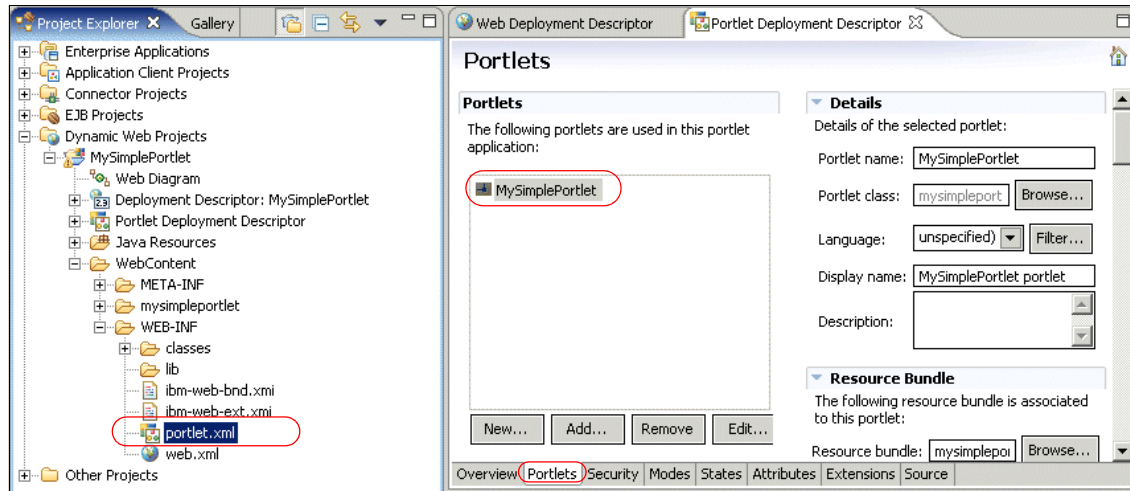 Project Explorer
Gallery
Enterprise Applications
Application Client Projects
Connector Projects
EJB Projects
Dynamic Web Projects
MySimplePortlet
Web Diagram
Deployment Descriptor: MySimplePortlet
Portlet Deployment Descriptor
Java Resources
WebContent
META-INF
mysimpleportlet
WEB-INF
classes
lib
ibm-web-bnd.xmi
ibm-web-ext.xmi
portlet.xml
web.xml
Other Projects
Web Deployment Descriptor
Portlet Deployment Descriptor
Portlets
Portlets
The following portlets are used in this portlet
application:
MySimplePortlet
New... Add... Remove Edit...
Details
Details of the selected portlet:
Portlet name: MySimplePortlet
Portlet class: mysimpleport Browse...
Language: unspecified) Filter...
Display name: MySimplePortlet portlet
Description:
Resource Bundle
The following resource bundle is associated
to this portlet:
Resource bundle: mysimplepor Browse...
Overview Portlets Security Modes States Attributes Extensions Source